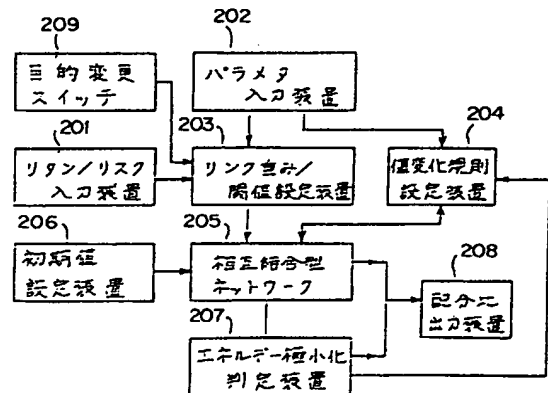 209
目的変更
スイッチ
202
パラメタ
入力装置
201
リタン/リスク
入力装置
203
リンク重み/
閾値設定装置
204
値変化規則
設定装置
206
初期値
設定装置
205
相互結合型
ネットワーク
208
配分比
出力装置
207
エネルギー極小化
判定装置